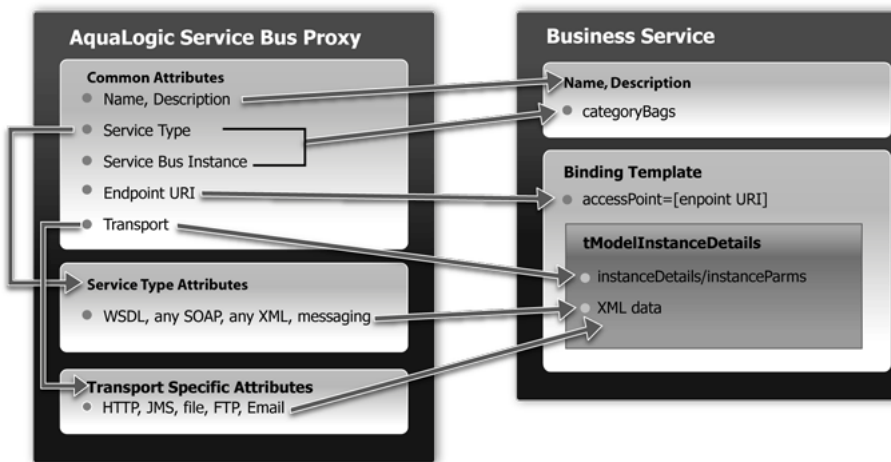 AquaLogic Service Bus Proxy
Common Attributes
Name, Description
Service Type
Service Bus Instance
Endpoint URI
Transport
Service Type Attributes
WSDL, any SOAP, any XML, messaging
Transport Specific Attributes
HTTP, JMS, file, FTP, Email
Business Service
Name, Description
categoryBags
Binding Template
accessPoint=[enpoint URI]
tModelInstanceDetails
instanceDetails/instanceParms
XML data